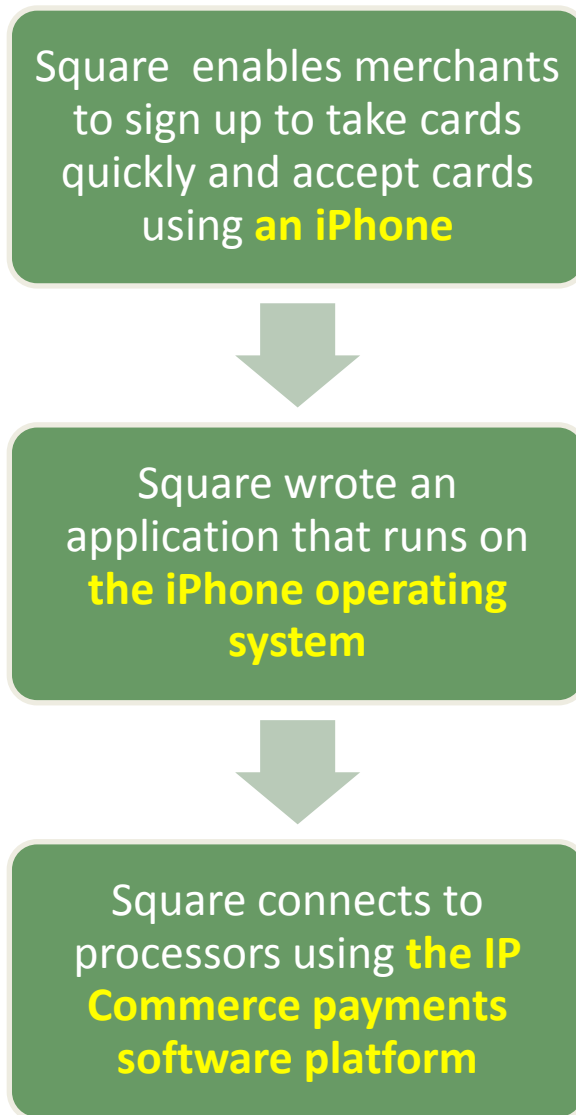 Square  enables merchants
to sign up to take cards
quickly and accept cards
using an iPhone
Square wrote an
application that runs on
the iPhone operating
system
Square connects to
processors using the IP
Commerce payments
software platform